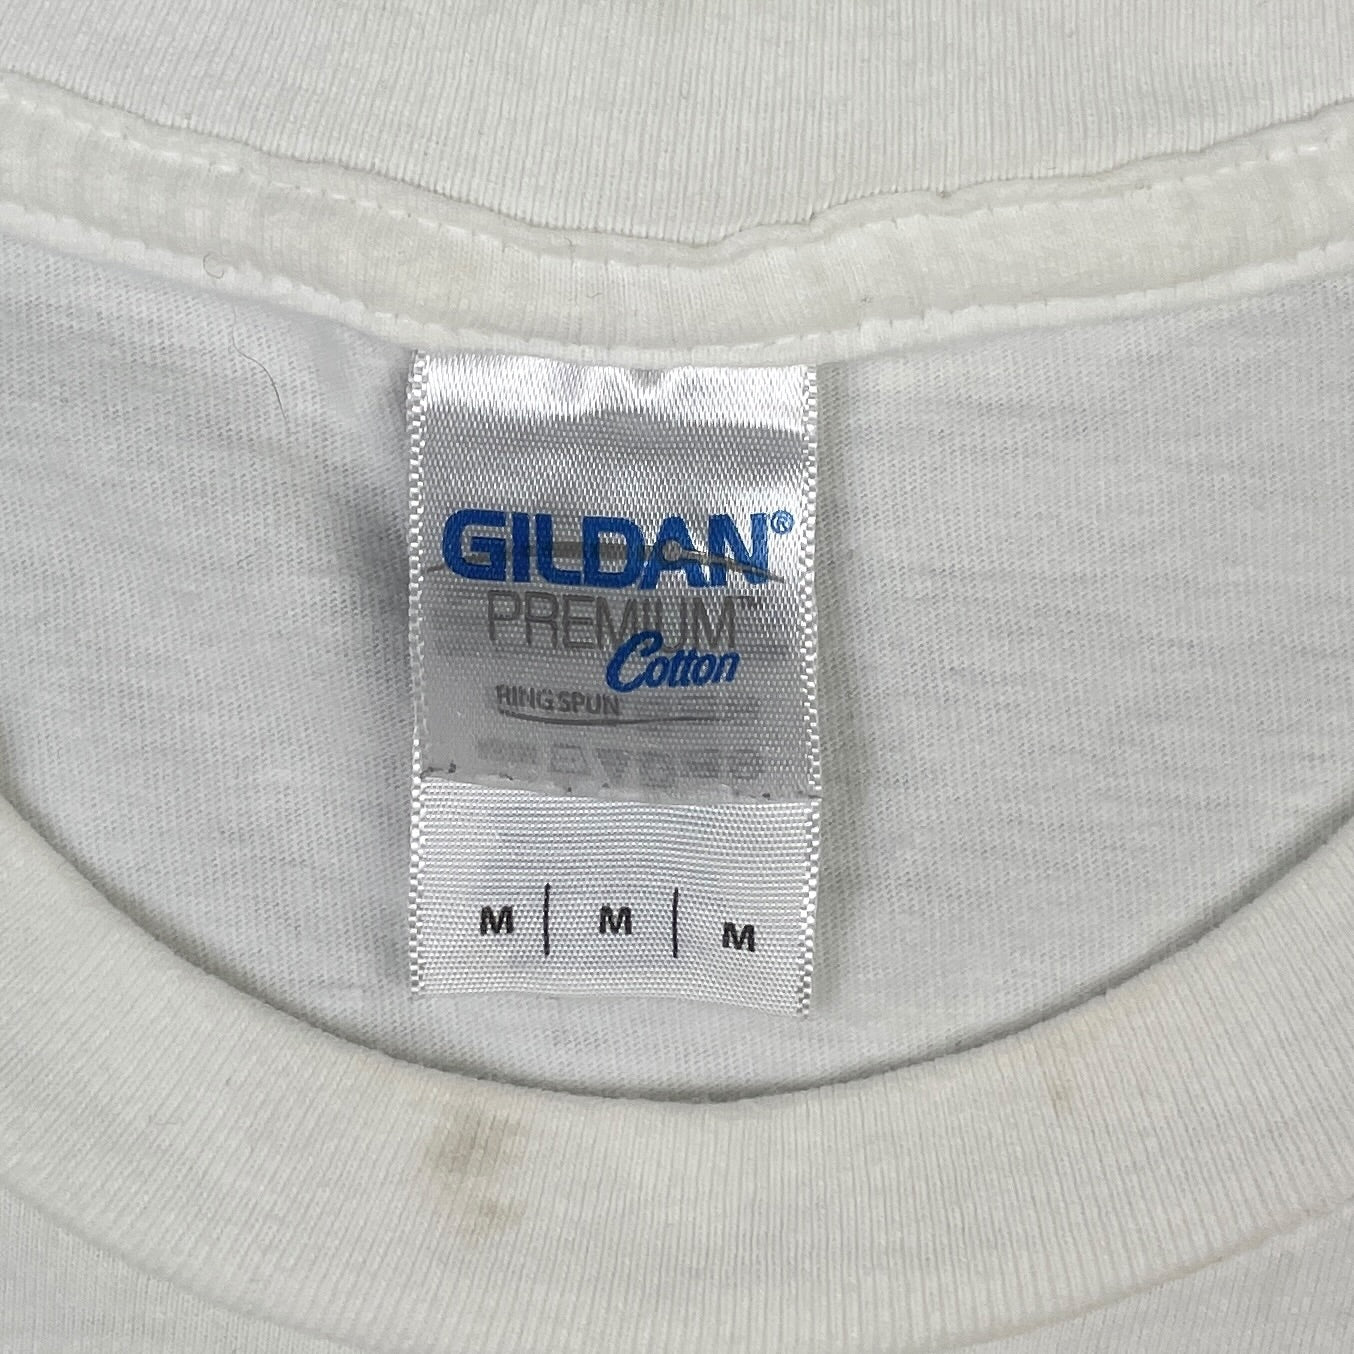 GILDAN®
PREMIUM™
Cotton
RING SPUN
M | M | M